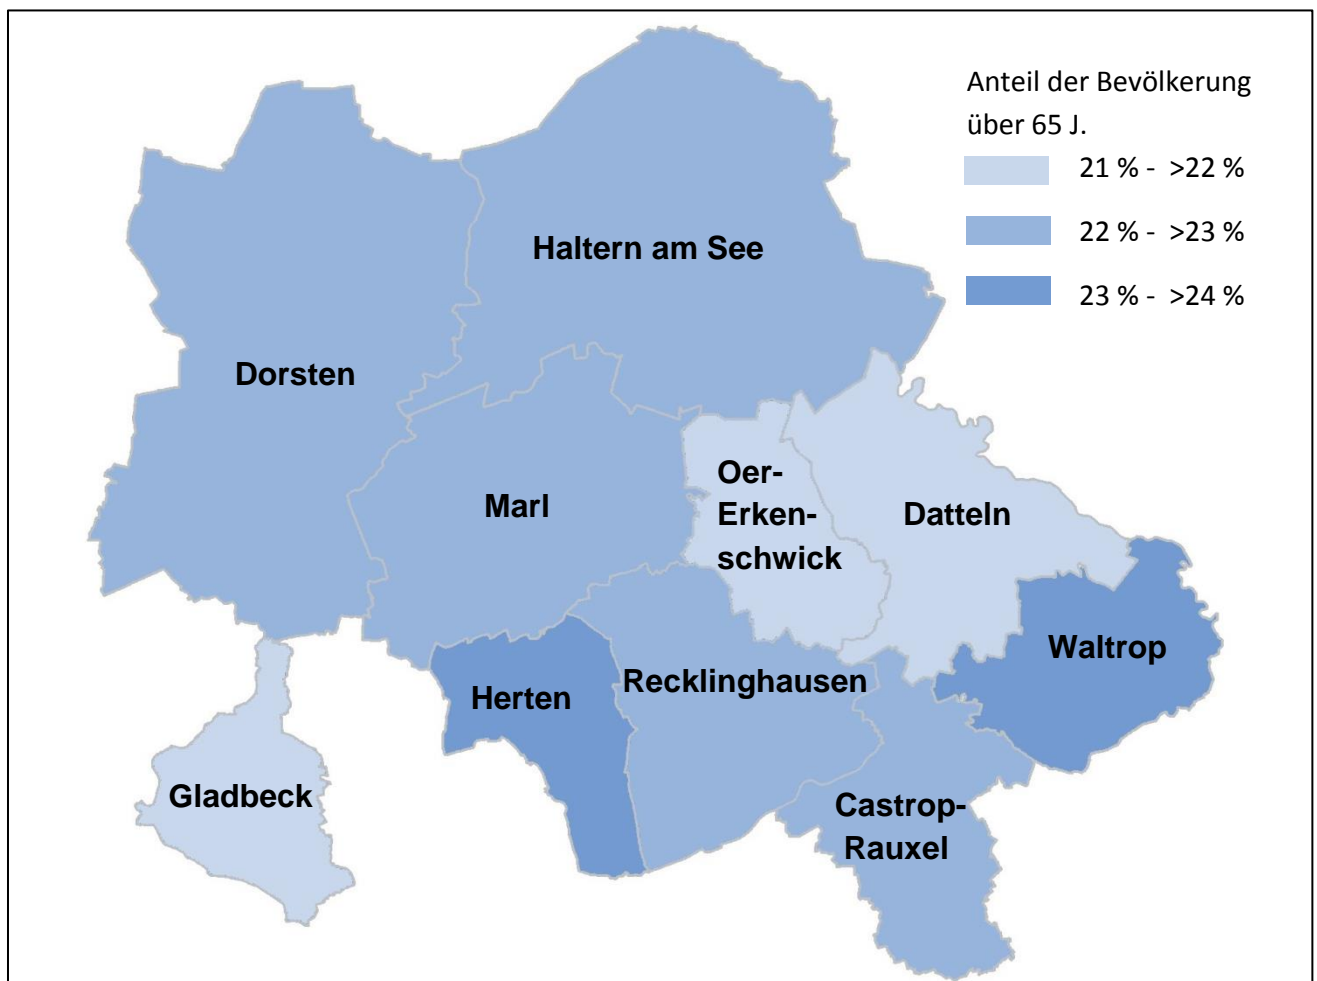 Anteil der Bevölkerung
über 65 J.
21 % - >22 %
22 % - >23 %
23 % - >24 %
Haltern am See
Dorsten
Marl
Oer-
Erken-
schwick
Datteln
Waltrop
Herten
Recklinghausen
Gladbeck
Castrop-
Rauxel